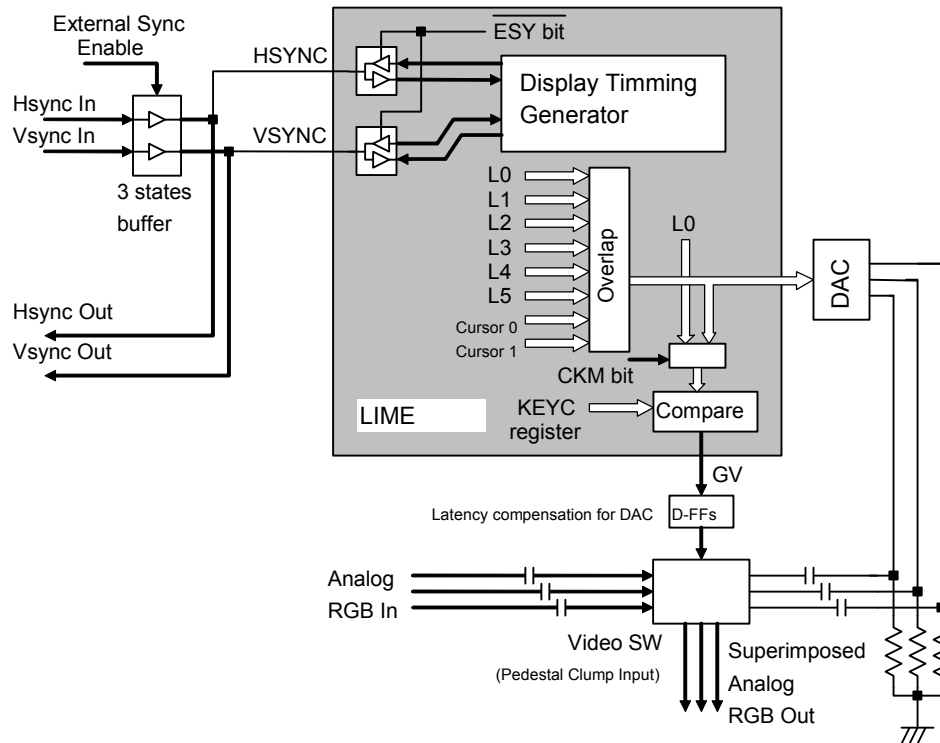 External Sync
Enable
Hsync In
Vsync In
3 states
buffer
Hsync Out
Vsync Out
HSYNC
VSYNC
ESY bit
Display Timming
Generator
L0
L1
L2
L3
L4
L5
Cursor 0
Cursor 1
Overlap
L0
DAC
CKM bit
KEYC
register
Compare
LIME
GV
Latency compensation for DAC
D-FFs
Analog
RGB In
Video SW
(Pedestal Clump Input)
Superimposed
Analog
RGB Out